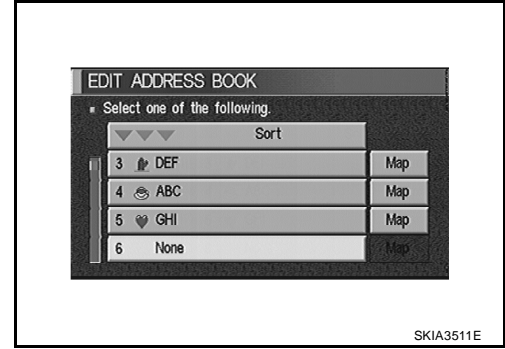 EDIT ADDRESS BOOK
Select one of the following.
Sort
3 DEF Map
4 ABC Map
5 GHI Map
6 None Map
SKIA3511E